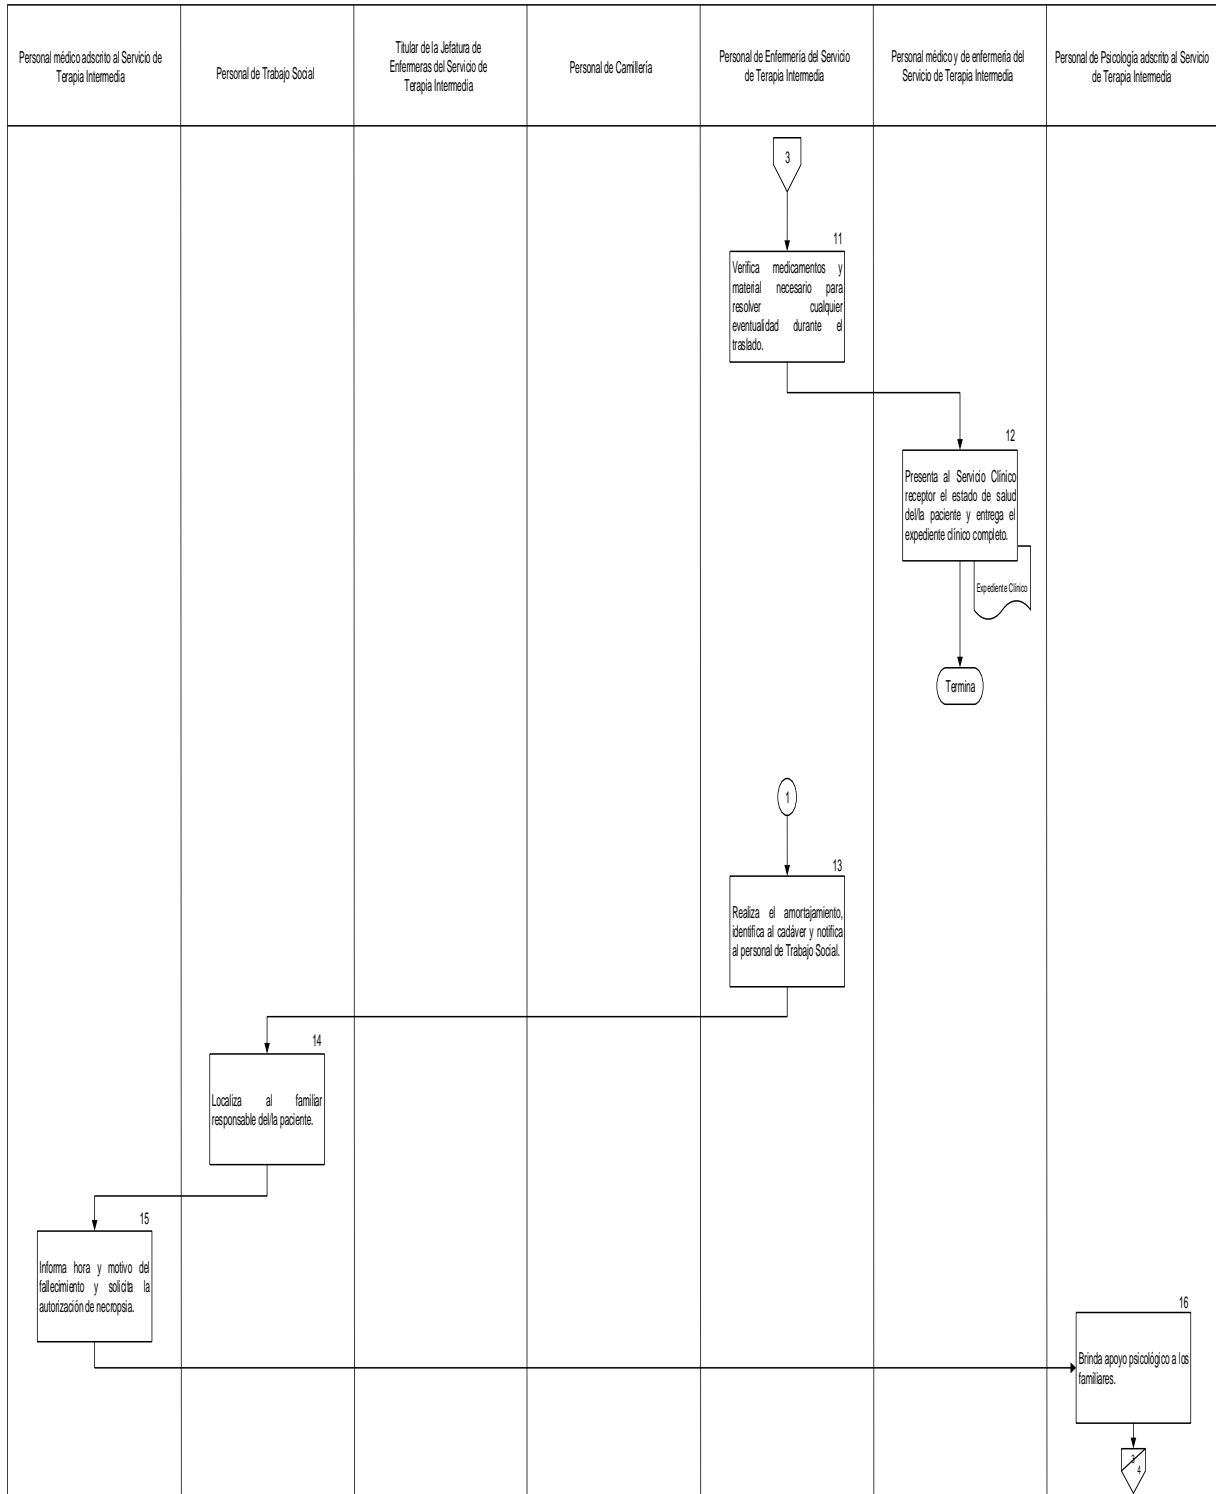 Personal médico adscrito al Servicio de
Terapia Intermedia
Personal de Trabajo Social
Titular de la Jefatura de
Enfermeras del Servicio de
Terapia Intermedia
Personal de Camillería
Personal de Enfermería del Servicio
de Terapia Intermedia
Personal médico y de enfermería del
Servicio de Terapia Intermedia
Personal de Psicología adscrito al Servicio
de Terapia Intermedia
3
11
Verifica medicamentos y
material necesario para
resolver cualquier
eventualidad durante el
traslado.
12
Presenta al Servicio Clínico
receptor el estado de salud
del/la paciente y entrega el
expediente clínico completo.
Expediente Clínico
Termina
1
13
Realiza el amortajamiento,
identifica al cadáver y notifica
al personal de Trabajo Social.
14
Localiza al familiar
responsable del/la paciente.
15
Informa hora y motivo del
fallecimiento y solicita la
autorización de necropsia.
16
Brinda apoyo psicológico a los
familiares.
3
4